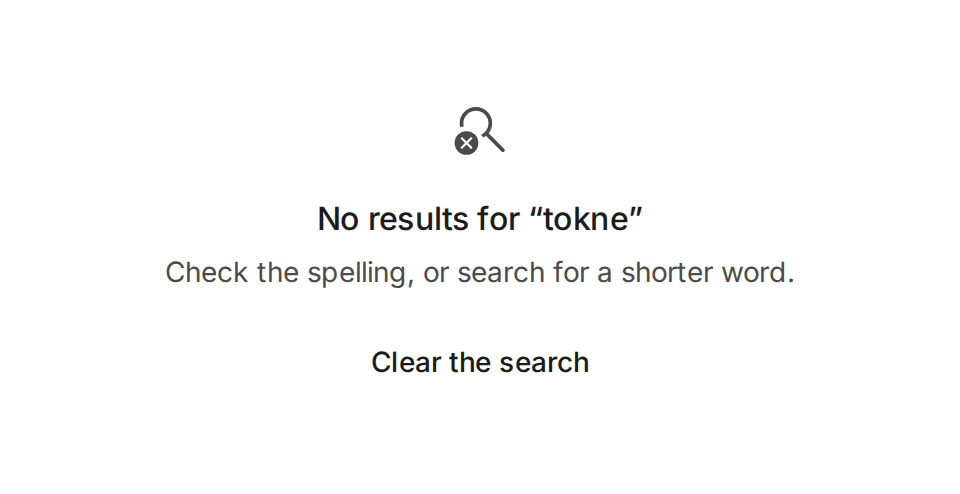 No results for “tokne”
Check the spelling, or search for a shorter word.
Clear the search